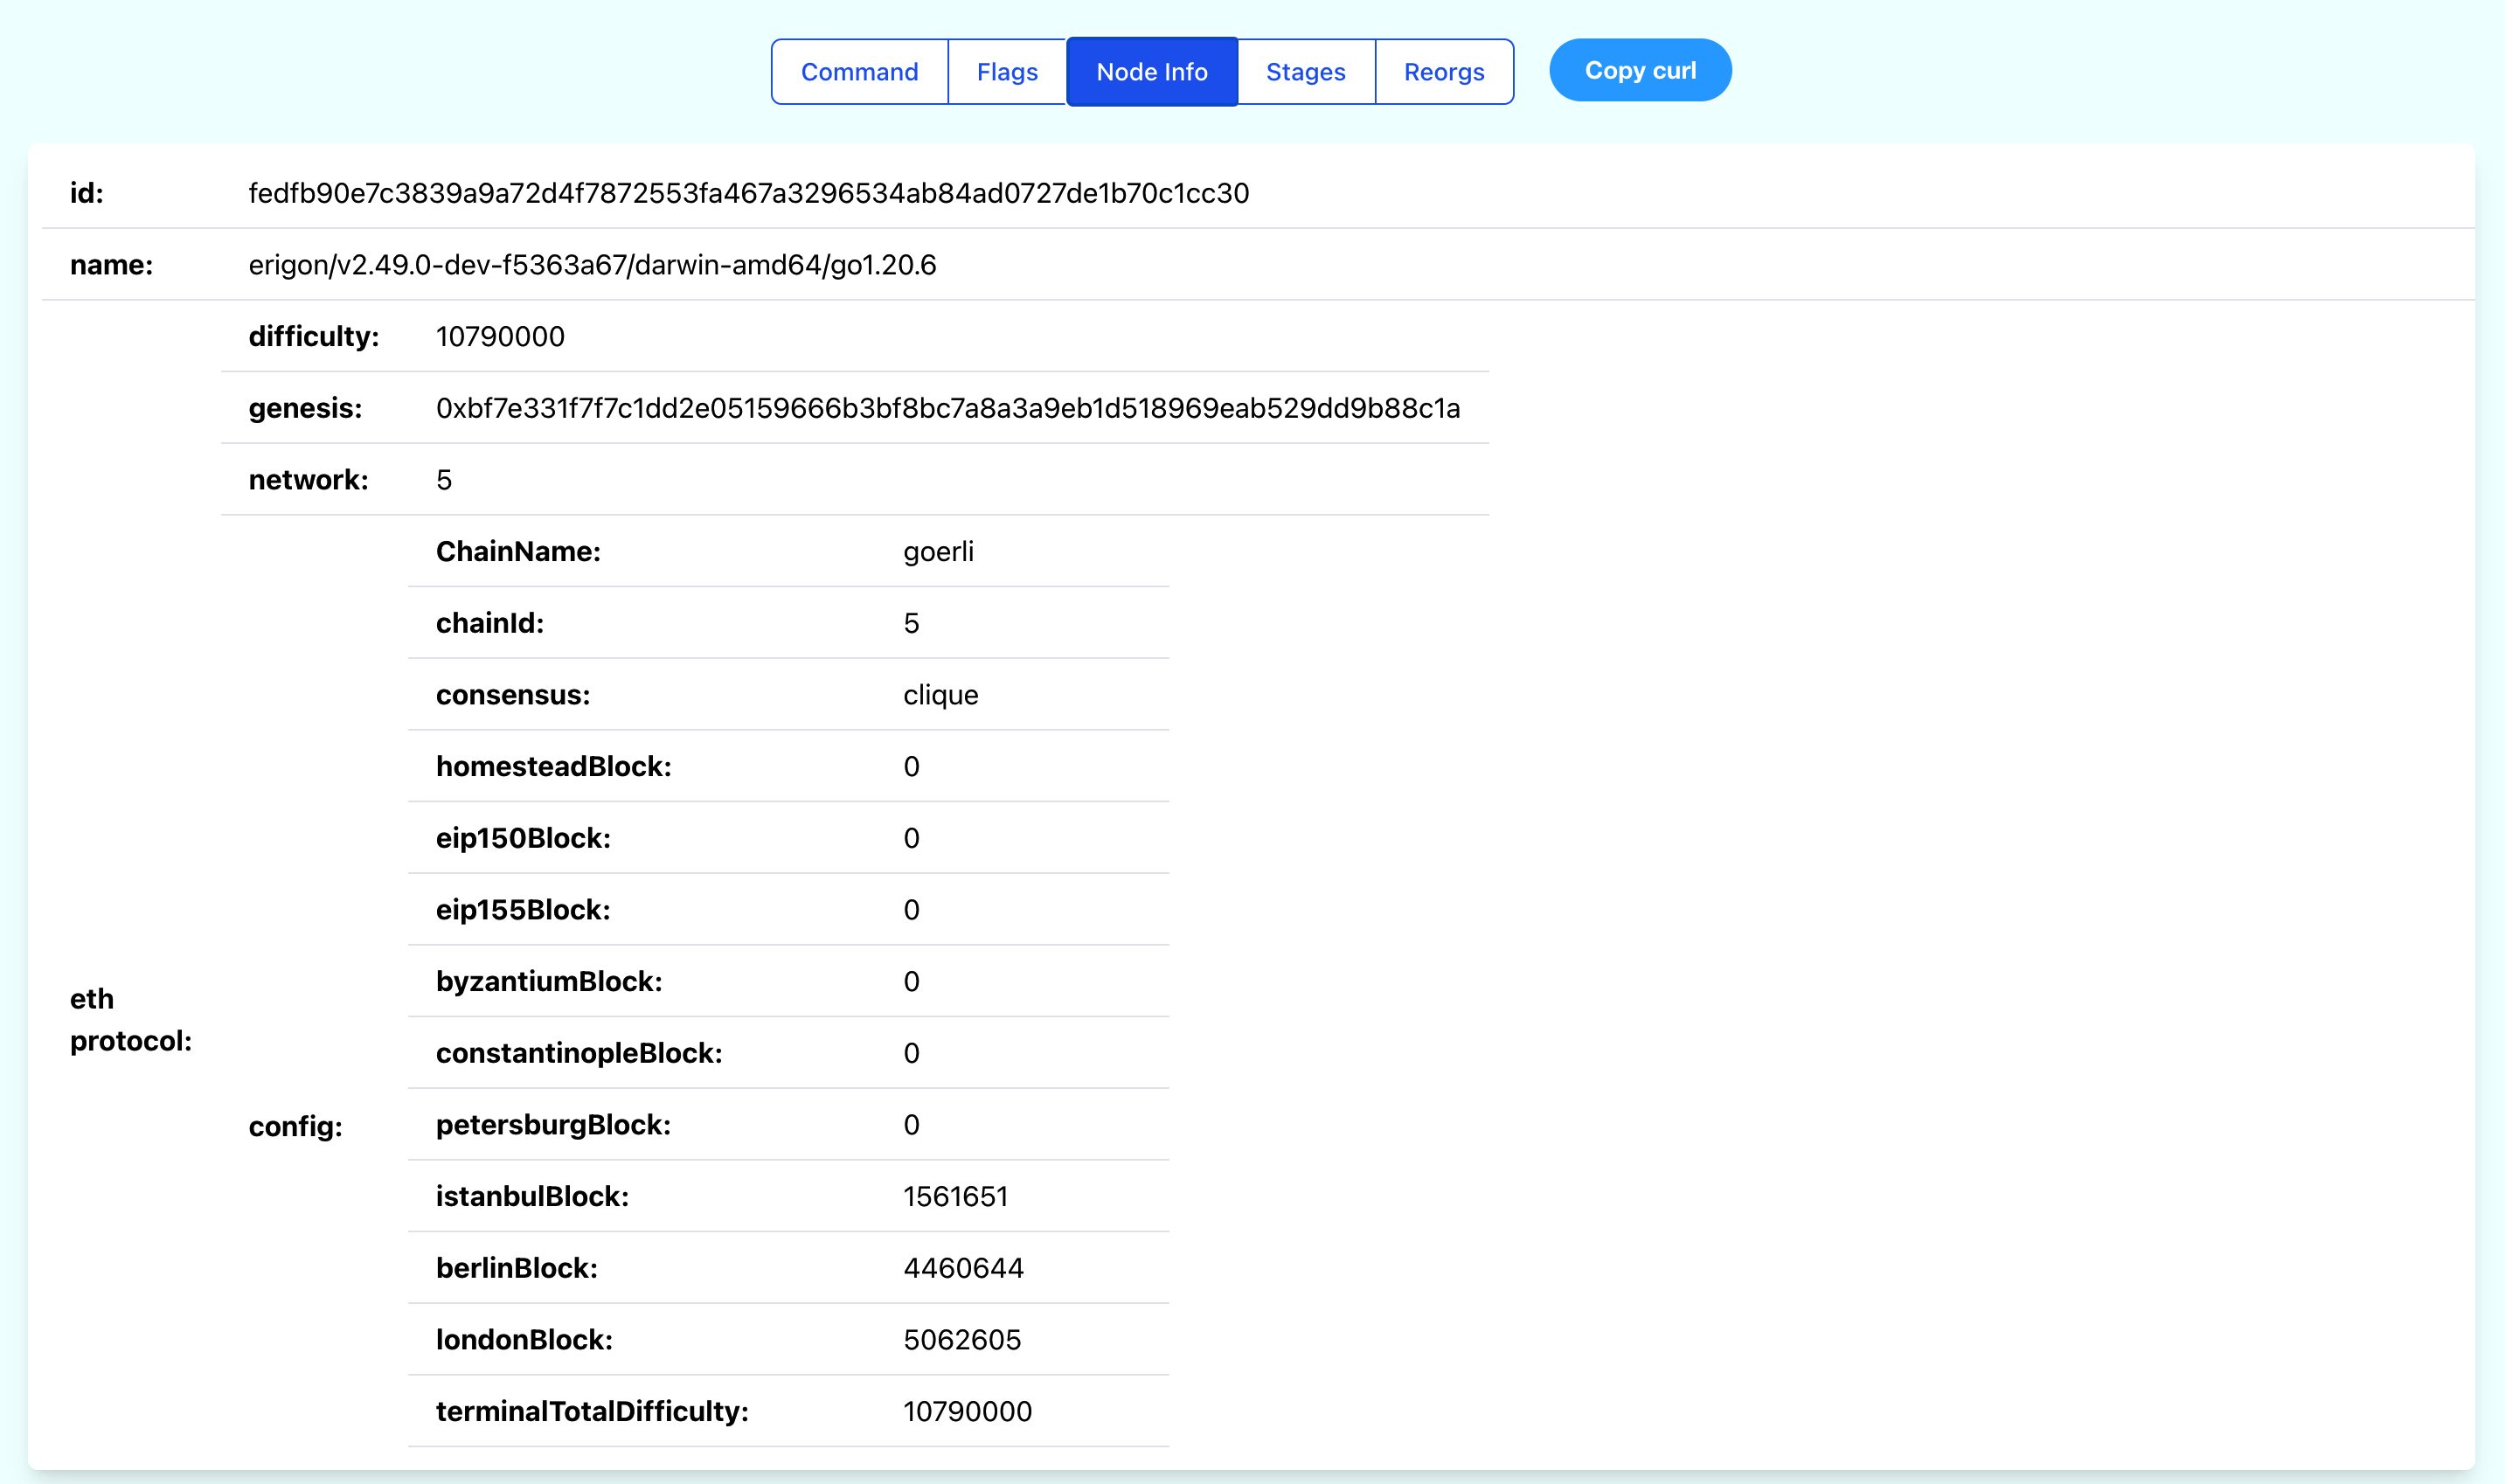 Command Flags Node Info Stages Reorgs Copy curl
id: fedfb90e7c3839a9a72d4f7872553fa467a3296534ab84ad0727de1b70c1cc30
name: erigon/v2.49.0-dev-f5363a67/darwin-amd64/go1.20.6
difficulty: 10790000
genesis: 0xbf7e331f7f7c1dd2e05159666b3bf8bc7a8a3a9eb1d518969eab529dd9b88c1a
network: 5
ChainName: goerli
chainId: 5
consensus: clique
homesteadBlock: 0
eip150Block: 0
eip155Block: 0
byzantiumBlock: 0
eth
protocol:
constantinopleBlock: 0
config: petersburgBlock: 0
istanbulBlock: 1561651
berlinBlock: 4460644
londonBlock: 5062605
terminalTotalDifficulty: 10790000